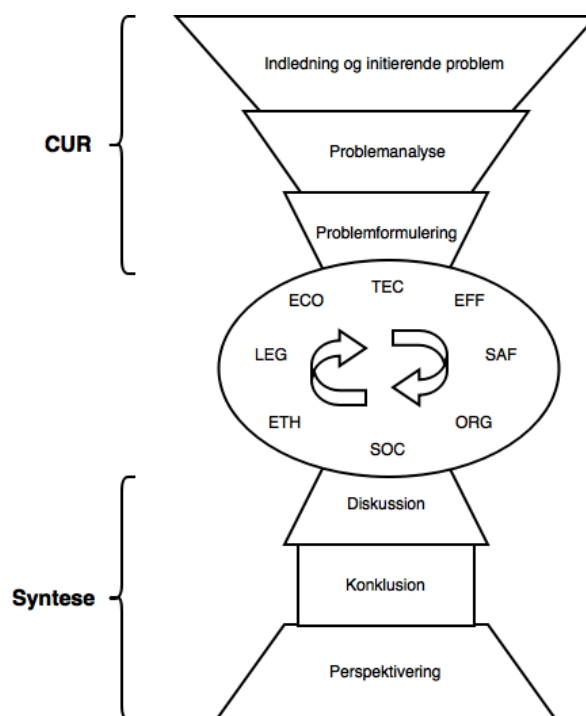 Indledning og initierende problem
CUR
Problemanalyse
Problemformulering
TEC
ECO
EFF
LEG
SAF
ETH
ORG
SOC
Diskussion
Syntese
Konklusion
Perspektivering